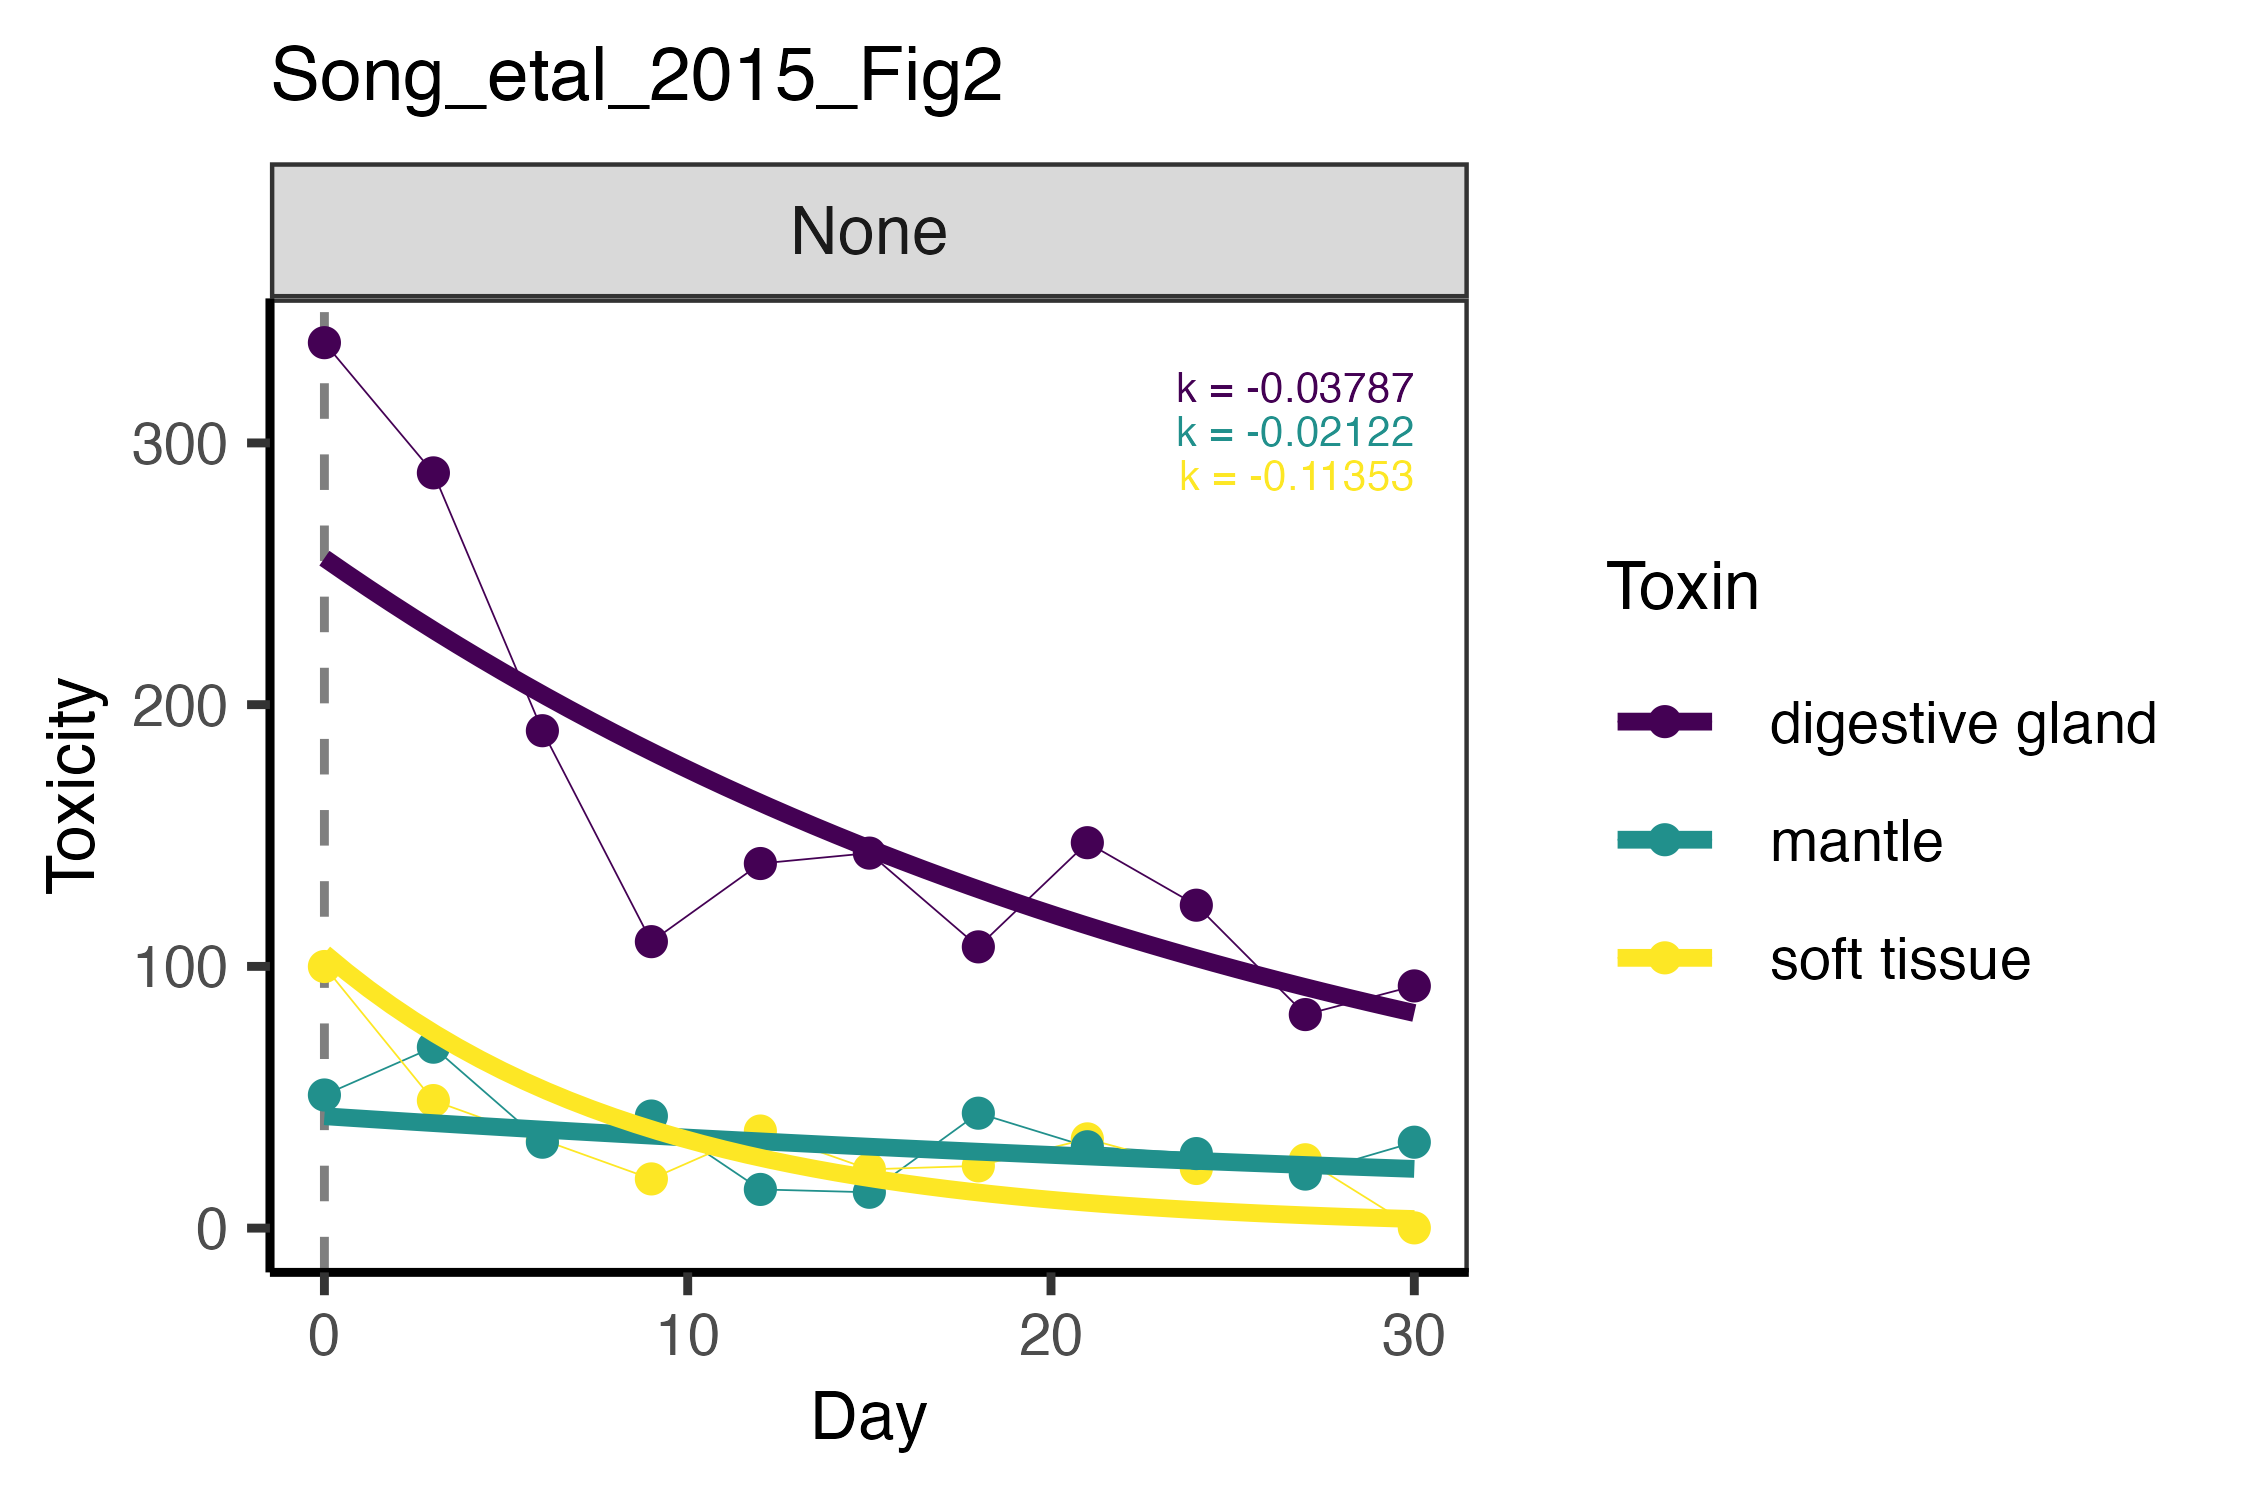 Song_etal_2015_Fig2
None
k = -0.03787
k = -0.02122
k = -0.11353
300
200
100
0
Toxicity
0 10 20 30
Day
Toxin
digestive gland
mantle
soft tissue